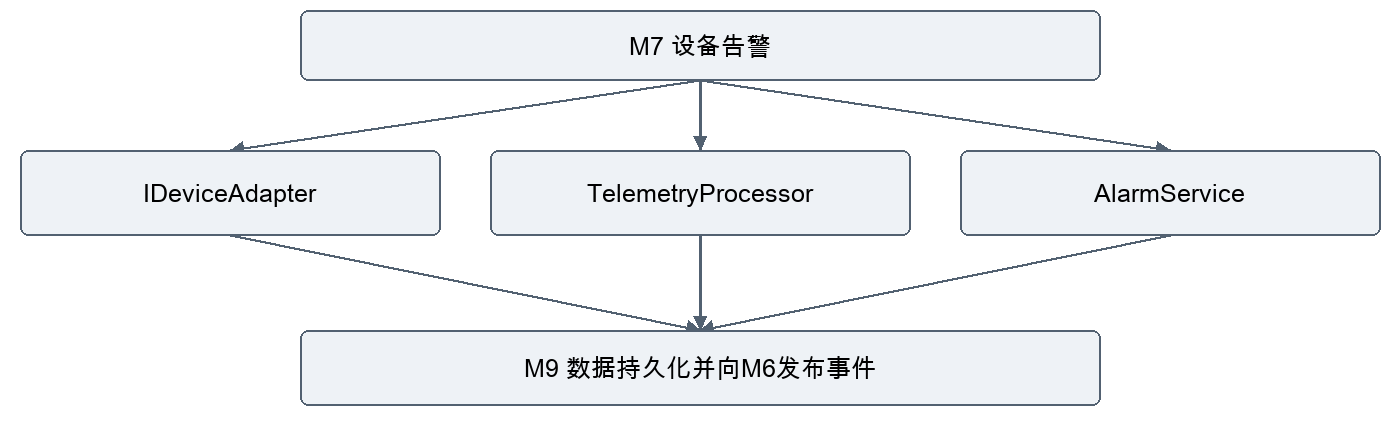 M7 设备告警
IDeviceAdapter
TelemetryProcessor
AlarmService
M9 数据持久化并向M6发布事件